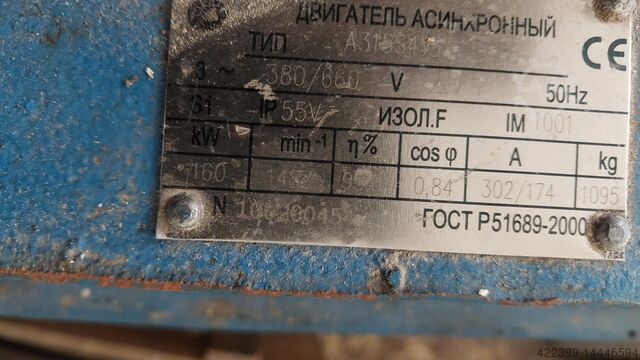 ДВИГАТЕЛЬ АСИНХРОННЫЙ
ТИП CE
3 ~ 380/660 V 50Hz
S1 IP 55 ИЗОЛ.F IM 1001
kW min⁻¹ η% cos φ A kg
160 0,84 302/174 1095
N ГОСТ Р51689-2000
422399-14446594